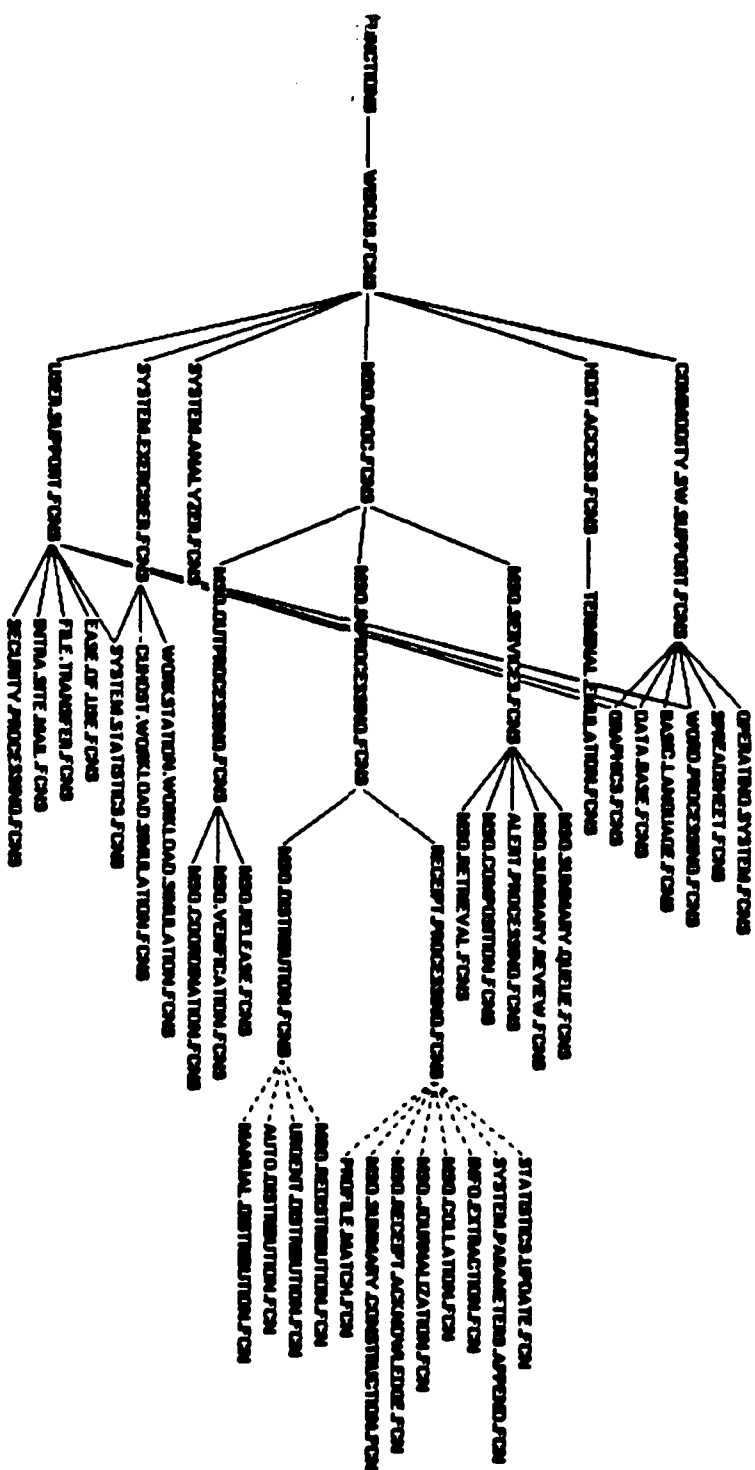 FUNCTIONS
WISCUS.FCNS
COMMODITY.SW.SUPPORT.FCNS
HOST.ACCESS.FCNS
MSG.PROC.FCNS
SYSTEM.ANALYZER.FCNS
SYSTEM.EXERCISER.FCNS
USER.SUPPORT.FCNS
OPERATING.SYSTEM.FCNS
SPREADSHEET.FCNS
WORD.PROCESSING.FCNS
BASIC.LANGUAGE.FCNS
DATA.BASE.FCNS
GRAPHICS.FCNS
TERMINAL.EMULATION.FCNS
MSG.SERVICES.FCNS
MSG.INPROCESSING.FCNS
MSG.OUTPROCESSING.FCNS
WORK.STATION.WORKLOAD.SIMULATION.FCNS
CUHOST.WORKLOAD.SIMULATION.FCNS
SYSTEM.STATISTICS.FCNS
EASE.OF.USE.FCNS
FILE.TRANSFER.FCNS
INTRA.SITE.MAIL.FCNS
SECURITY.PROCESSING.FCNS
MSG.SUMMARY.QUEUE.FCNS
MSG.SUMMARY.REVIEW.FCNS
ALERT.PROCESSING.FCNS
MSG.COMPOSITION.FCNS
MSG.RETRIEVAL.FCNS
RECEIPT.PROCESSING.FCNS
MSG.DISTRIBUTION.FCNS
MSG.RELEASE.FCNS
MSG.VERIFICATION.FCNS
MSG.COORDINATION.FCNS
STATISTICS.UPDATE.FCN
SYSTEM.PARAMETERS.APPEND.FCN
INFO.EXTRACTION.FCN
MSG.COLLATION.FCN
MSG.JOURNALIZATION.FCN
MSG.RECEIPT.ACKNOWLEDGE.FCN
MSG.SUMMARY.CONSTRUCTION.FCN
PROFILE.MATCH.FCN
MSG.REDISTRIBUTION.FCN
URGENT.DISTRIBUTION.FCN
AUTO.DISTRIBUTION.FCN
MANUAL.DISTRIBUTION.FCN